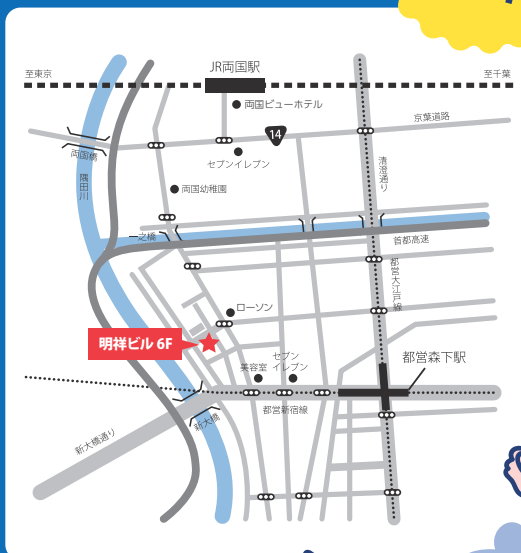 JR両国駅
至東京
至千葉
両国ビューホテル
京葉道路
14
両国橋
セブンイレブン
清澄通り
隅田川
両国幼稚園
一之橋
首都高速
都営大江戸線
ローソン
明祥ビル 6F
セブン
イレブン
美容室
都営森下駅
都営新宿線
新大橋
新大橋通り